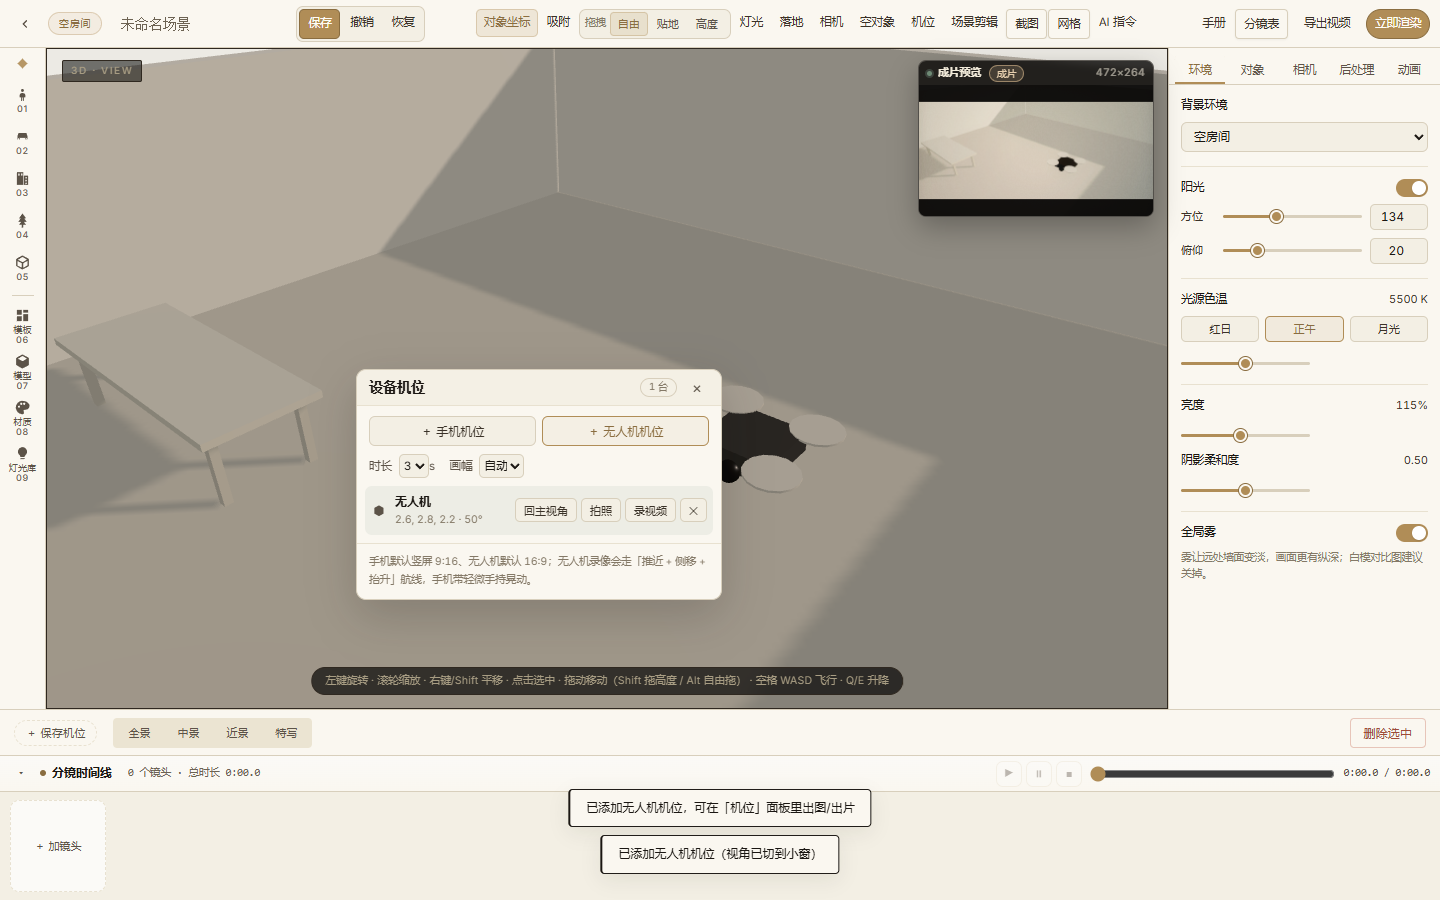 空房间 未命名场景 保存 撤销 恢复 对象坐标 吸附 拖拽 自由 贴地 高度 灯光 落地 相机 空对象 机位 场景剪辑 截图 网格 AI 指令 手册 分镜表 导出视频 立即渲染
3D · VIEW
01
02
03
04
05
模板
06
模型
07
材质
08
灯光库
09
成片预览 成片 472×264
设备机位 1 台 ×
+ 手机机位 + 无人机机位
时长 3 s 画幅 自动
无人机
2.6, 2.8, 2.2 · 50°
回主视角 拍照 录视频 ×
手机默认竖屏 9:16、无人机默认 16:9；无人机录像会走「推近 + 侧移 +
抬升」航线，手机带轻微手持晃动。
左键旋转 · 滚轮缩放 · 右键/Shift 平移 · 点击选中 · 拖动移动（Shift 拖高度 / Alt 自由拖） · 空格 WASD 飞行 · Q/E 升降
环境 对象 相机 后处理 动画
背景环境
空房间
阳光
方位 134
俯仰 20
光源色温 5500 K
红日 正午 月光
亮度 115%
阴影柔和度 0.50
全局雾
雾让远处墙面变淡，画面更有纵深；白模对比图建议
关掉。
+ 保存机位 全景 中景 近景 特写 删除选中
分镜时间线 0 个镜头 · 总时长 0:00.0 0:00.0 / 0:00.0
+ 加镜头
已添加无人机机位，可在「机位」面板里出图/出片
已添加无人机机位（视角已切到小窗）